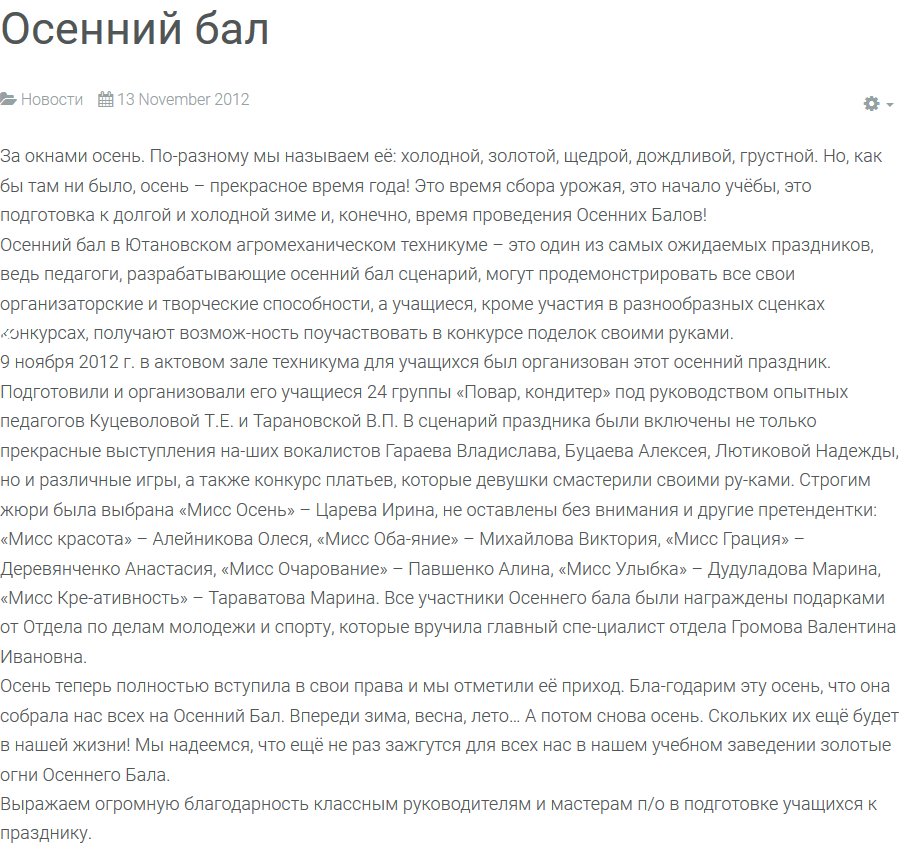 Осенний бал
Новости 13 November 2012
За окнами осень. По-разному мы называем её: холодной, золотой, щедрой, дождливой, грустной. Но, как
бы там ни было, осень – прекрасное время года! Это время сбора урожая, это начало учёбы, это
подготовка к долгой и холодной зиме и, конечно, время проведения Осенних Балов!
Осенний бал в Ютановском агромеханическом техникуме – это один из самых ожидаемых праздников,
ведь педагоги, разрабатывающие осенний бал сценарий, могут продемонстрировать все свои
организаторские и творческие способности, а учащиеся, кроме участия в разнообразных сценках
конкурсах, получают возмож-ность поучаствовать в конкурсе поделок своими руками.
9 ноября 2012 г. в актовом зале техникума для учащихся был организован этот осенний праздник.
Подготовили и организовали его учащиеся 24 группы «Повар, кондитер» под руководством опытных
педагогов Куцеволовой Т.Е. и Тарановской В.П. В сценарий праздника были включены не только
прекрасные выступления на-ших вокалистов Гараева Владислава, Буцаева Алексея, Лютиковой Надежды,
но и различные игры, а также конкурс платьев, которые девушки смастерили своими ру-ками. Строгим
жюри была выбрана «Мисс Осень» – Царева Ирина, не оставлены без внимания и другие претендентки:
«Мисс красота» – Алейникова Олеся, «Мисс Оба-яние» – Михайлова Виктория, «Мисс Грация» –
Деревянченко Анастасия, «Мисс Очарование» – Павшенко Алина, «Мисс Улыбка» – Дудуладова Марина,
«Мисс Кре-ативность» – Тараватова Марина. Все участники Осеннего бала были награждены подарками
от Отдела по делам молодежи и спорту, которые вручила главный спе-циалист отдела Громова Валентина
Ивановна.
Осень теперь полностью вступила в свои права и мы отметили её приход. Бла-годарим эту осень, что она
собрала нас всех на Осенний Бал. Впереди зима, весна, лето… А потом снова осень. Скольких их ещё будет
в нашей жизни! Мы надеемся, что ещё не раз зажгутся для всех нас в нашем учебном заведении золотые
огни Осеннего Бала.
Выражаем огромную благодарность классным руководителям и мастерам п/о в подготовке учащихся к
празднику.